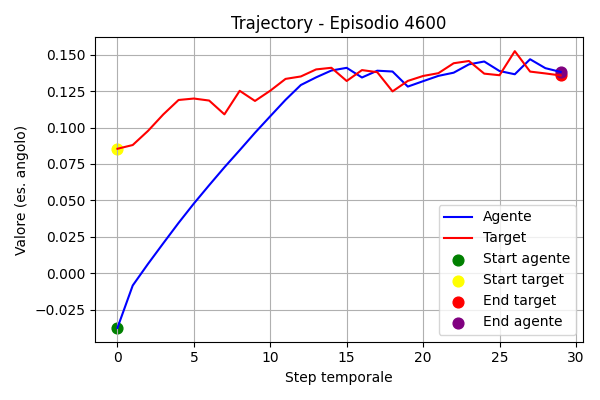 Trajectory - Episodio 4600
Valore (es. angolo)
0.150
0.125
0.100
0.075
0.050
0.025
0.000
−0.025
0 5 10 15 20 25 30
Step temporale
Agente
Target
Start agente
Start target
End target
End agente